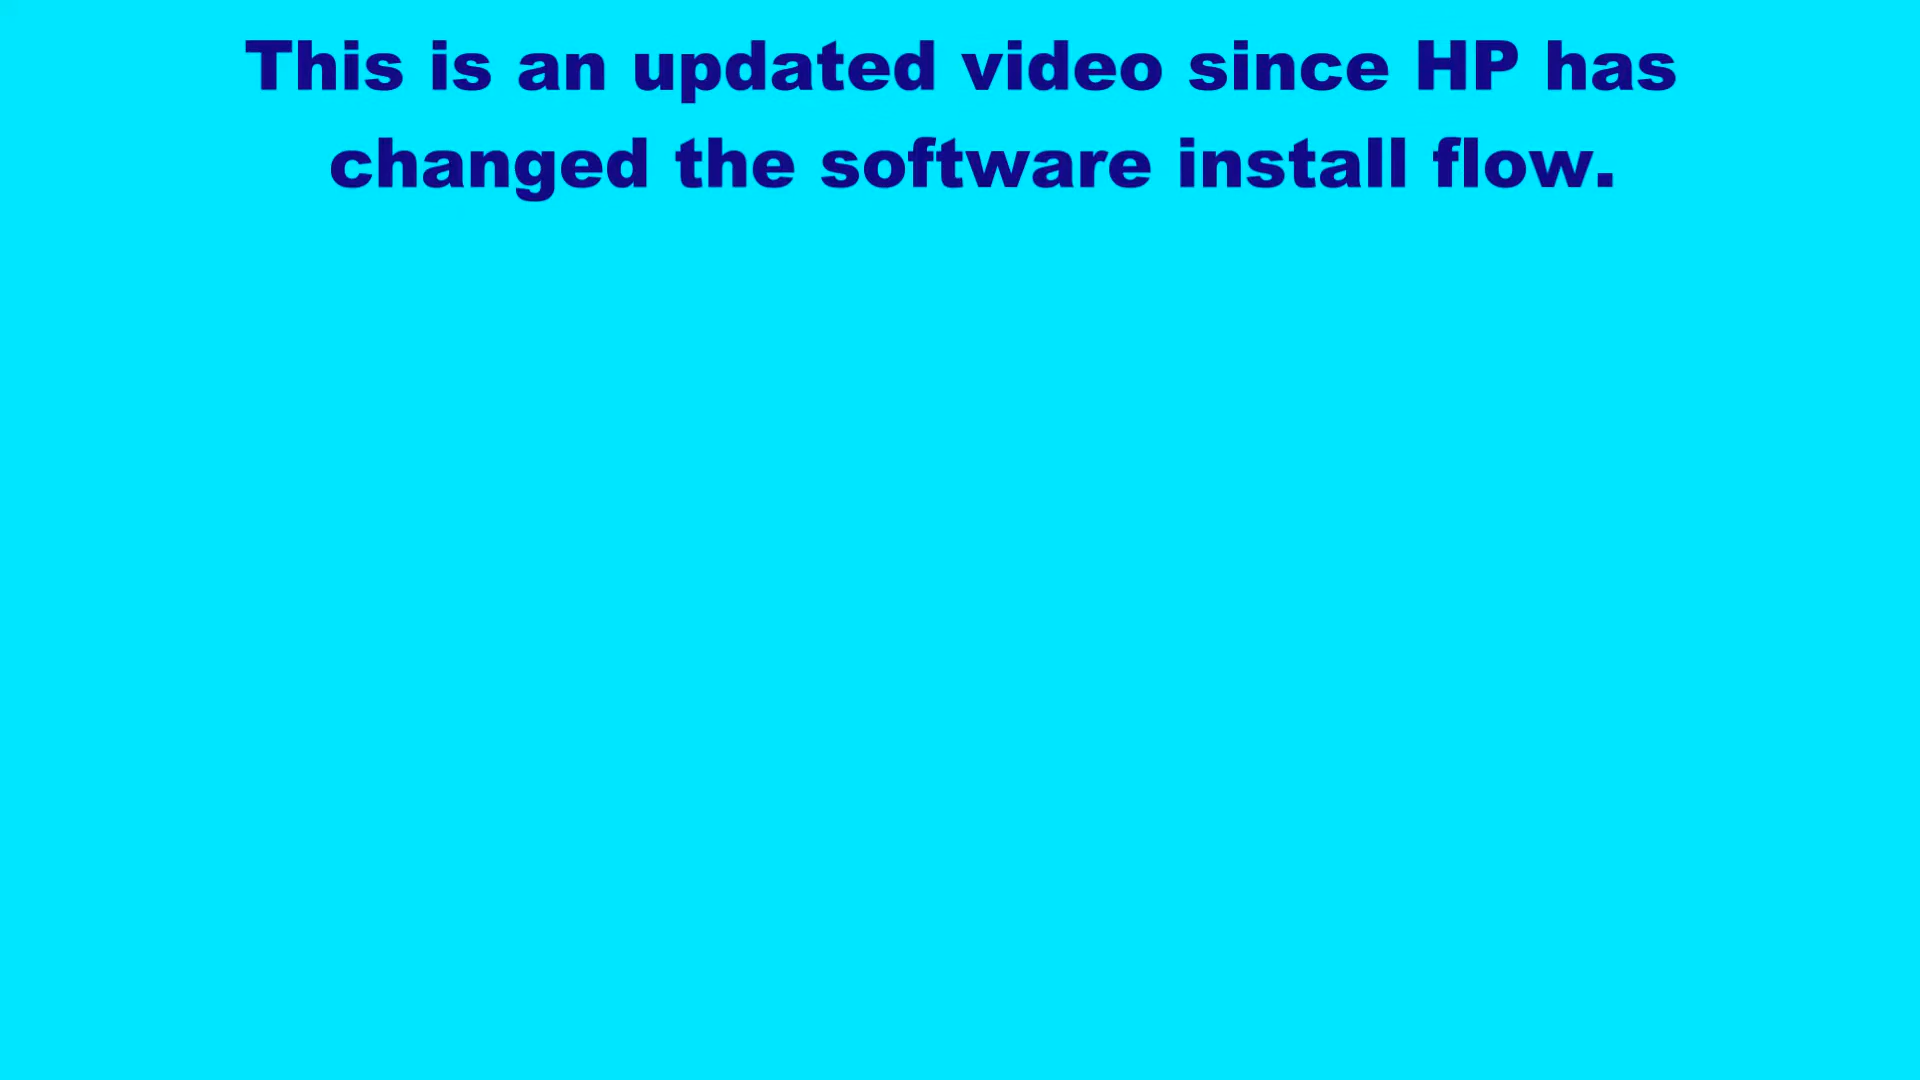 This is an updated video since HP has
changed the software install flow.